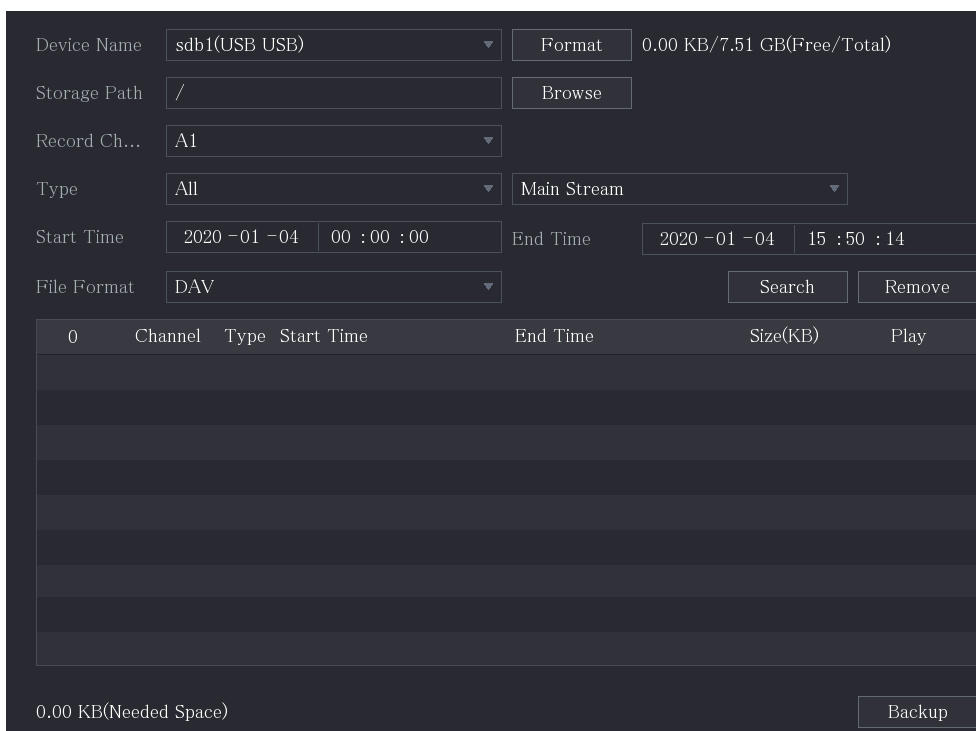 Device Name sdb1(USB USB) Format 0.00 KB/7.51 GB(Free/Total)
Storage Path / Browse
Record Ch... A1
Type All Main Stream
Start Time 2020 -01 -04 00 :00 :00 End Time 2020 -01 -04 15 :50 :14
File Format DAV Search Remove
0 Channel Type Start Time End Time Size(KB) Play
0.00 KB(Needed Space) Backup